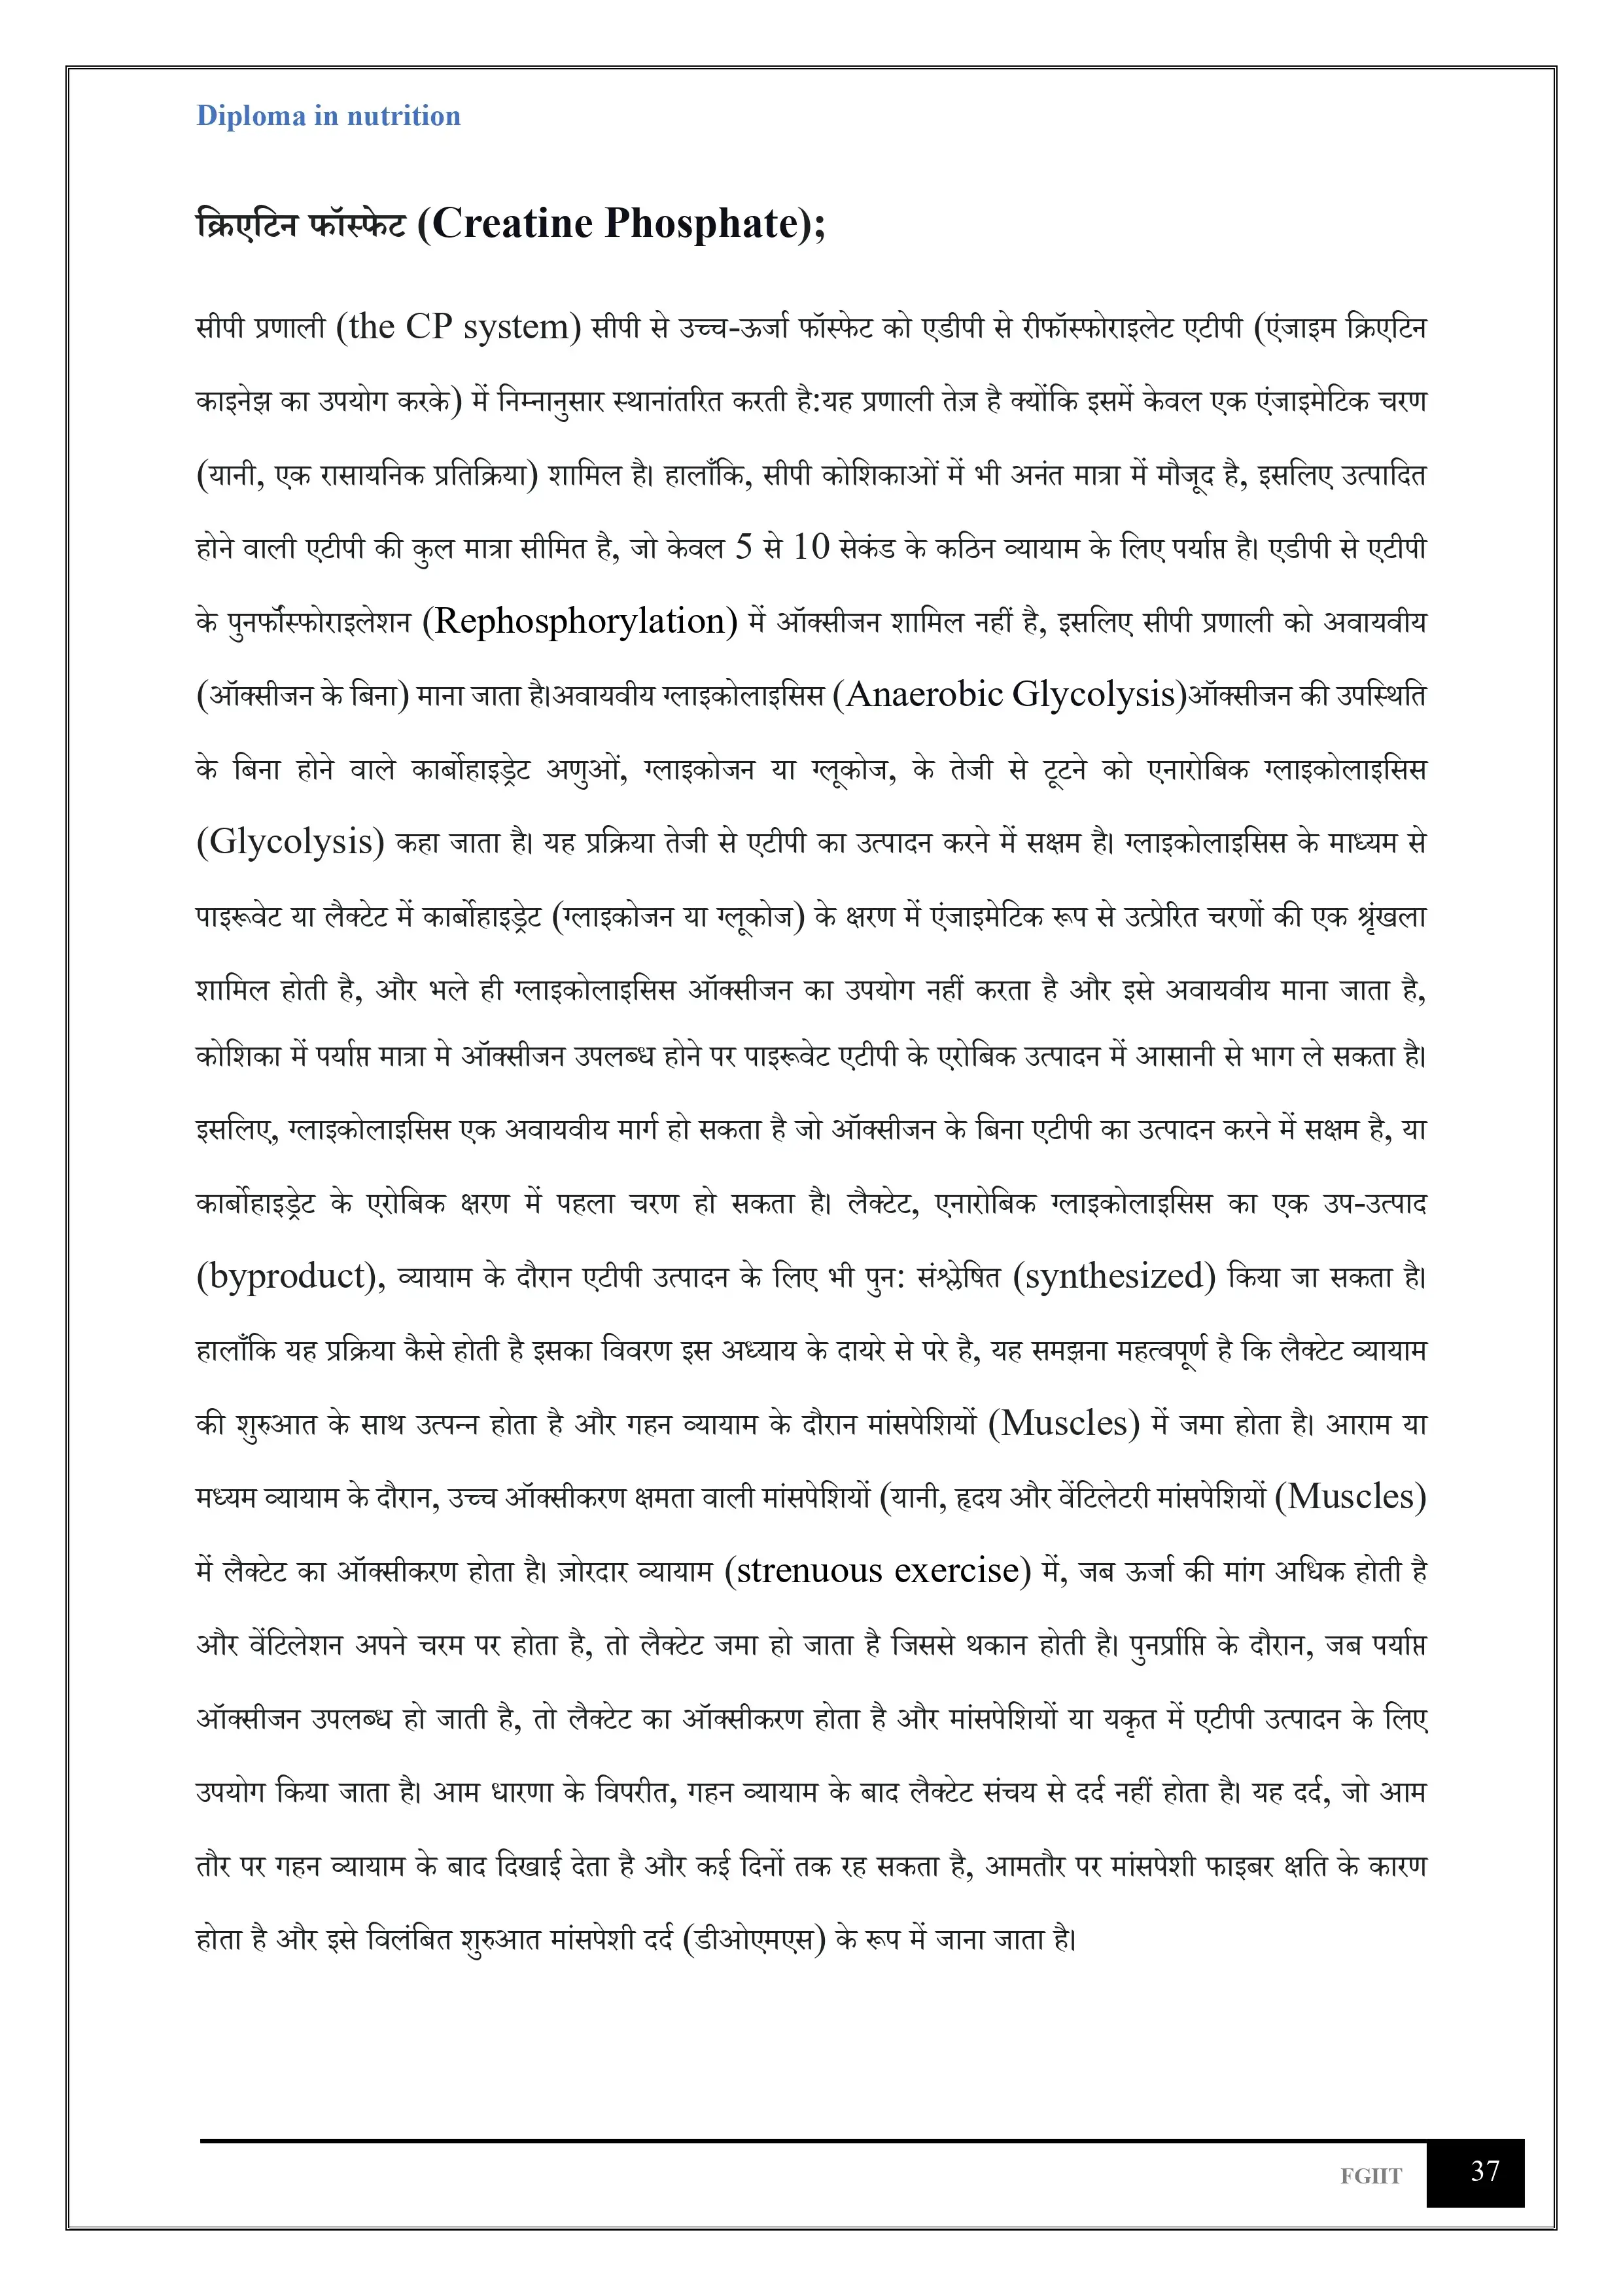 Diploma in nutrition
क्रिएटिन फॉस्फेट (Creatine Phosphate);
सीपी प्रणाली (the CP system) सीपी से उच्च-ऊर्जा फॉस्फेट को एडीपी से रीफॉस्फोराइलेट एटीपी (एंजाइम क्रिएटिन
काइनेझ का उपयोग करके) में निम्नानुसार स्थानांतरित करती है:यह प्रणाली तेज़ है क्योंकि इसमें केवल एक एंजाइमेटिक चरण
(यानी, एक रासायनिक प्रतिक्रिया) शामिल है। हालाँकि, सीपी कोशिकाओं में भी अनंत मात्रा में मौजूद है, इसलिए उत्पादित
होने वाली एटीपी की कुल मात्रा सीमित है, जो केवल 5 से 10 सेकंड के कठिन व्यायाम के लिए पर्याप्त है। एडीपी से एटीपी
के पुनर्फॉस्फोराइलेशन (Rephosphorylation) में ऑक्सीजन शामिल नहीं है, इसलिए सीपी प्रणाली को अवायवीय
(ऑक्सीजन के बिना) माना जाता है।अवायवीय ग्लाइकोलाइसिस (Anaerobic Glycolysis)ऑक्सीजन की उपस्थिति
के बिना होने वाले कार्बोहाइड्रेट अणुओं, ग्लाइकोजन या ग्लूकोज, के तेजी से टूटने को एनारोबिक ग्लाइकोलाइसिस
(Glycolysis) कहा जाता है। यह प्रक्रिया तेजी से एटीपी का उत्पादन करने में सक्षम है। ग्लाइकोलाइसिस के माध्यम से
पाइरूवेट या लैक्टेट में कार्बोहाइड्रेट (ग्लाइकोजन या ग्लूकोज) के क्षरण में एंजाइमेटिक रूप से उत्प्रेरित चरणों की एक श्रृंखला
शामिल होती है, और भले ही ग्लाइकोलाइसिस ऑक्सीजन का उपयोग नहीं करता है और इसे अवायवीय माना जाता है,
कोशिका में पर्याप्त मात्रा मे ऑक्सीजन उपलब्ध होने पर पाइरूवेट एटीपी के एरोबिक उत्पादन में आसानी से भाग ले सकता है।
इसलिए, ग्लाइकोलाइसिस एक अवायवीय मार्ग हो सकता है जो ऑक्सीजन के बिना एटीपी का उत्पादन करने में सक्षम है, या
कार्बोहाइड्रेट के एरोबिक क्षरण में पहला चरण हो सकता है। लैक्टेट, एनारोबिक ग्लाइकोलाइसिस का एक उप-उत्पाद
(byproduct), व्यायाम के दौरान एटीपी उत्पादन के लिए भी पुन: संश्लेषित (synthesized) किया जा सकता है।
हालाँकि यह प्रक्रिया कैसे होती है इसका विवरण इस अध्याय के दायरे से परे है, यह समझना महत्वपूर्ण है कि लैक्टेट व्यायाम
की शुरुआत के साथ उत्पन्न होता है और गहन व्यायाम के दौरान मांसपेशियों (Muscles) में जमा होता है। आराम या
मध्यम व्यायाम के दौरान, उच्च ऑक्सीकरण क्षमता वाली मांसपेशियों (यानी, हृदय और वेंटिलेटरी मांसपेशियों (Muscles)
में लैक्टेट का ऑक्सीकरण होता है। ज़ोरदार व्यायाम (strenuous exercise) में, जब ऊर्जा की मांग अधिक होती है
और वेंटिलेशन अपने चरम पर होता है, तो लैक्टेट जमा हो जाता है जिससे थकान होती है। पुनर्प्राप्ति के दौरान, जब पर्याप्त
ऑक्सीजन उपलब्ध हो जाती है, तो लैक्टेट का ऑक्सीकरण होता है और मांसपेशियों या यकृत में एटीपी उत्पादन के लिए
उपयोग किया जाता है। आम धारणा के विपरीत, गहन व्यायाम के बाद लैक्टेट संचय से दर्द नहीं होता है। यह दर्द, जो आम
तौर पर गहन व्यायाम के बाद दिखाई देता है और कई दिनों तक रह सकता है, आमतौर पर मांसपेशी फाइबर क्षति के कारण
होता है और इसे विलंबित शुरुआत मांसपेशी दर्द (डीओएमएस) के रूप में जाना जाता है।
FGIIT 37